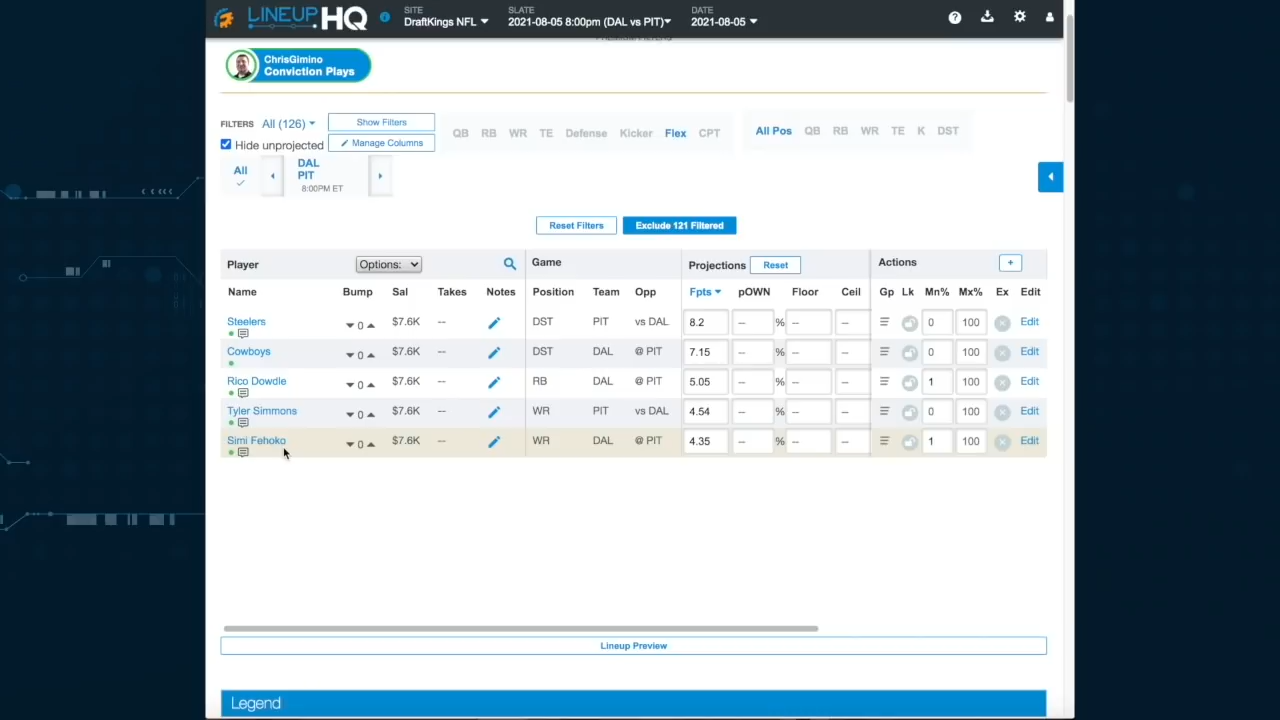 LINEUPHQ
SITE
DraftKings NFL
SLATE
2021-08-05 8:00pm (DAL vs PIT)
DATE
2021-08-05
ChrisGimino
Conviction Plays
FILTERS All (126) Show Filters
Hide unprojected Manage Columns
QB RB WR TE Defense Kicker Flex CPT
All Pos QB RB WR TE K DST
All DAL
PIT
8:00PM ET
Reset Filters Exclude 121 Filtered
Player Options: Game Projections Reset Actions +
Name Bump Sal Takes Notes Position Team Opp Fpts pOWN Floor Ceil Gp Lk Mn% Mx% Ex Edit
Steelers 0 $7.6K -- DST PIT vs DAL 8.2 -- % -- -- 0 100 Edit
Cowboys 0 $7.6K -- DST DAL @ PIT 7.15 -- % -- -- 0 100 Edit
Rico Dowdle 0 $7.6K -- RB DAL @ PIT 5.05 -- % -- -- 1 100 Edit
Tyler Simmons 0 $7.6K -- WR PIT vs DAL 4.54 -- % -- -- 0 100 Edit
Simi Fehoko 0 $7.6K -- WR DAL @ PIT 4.35 -- % -- -- 1 100 Edit
Lineup Preview
Legend